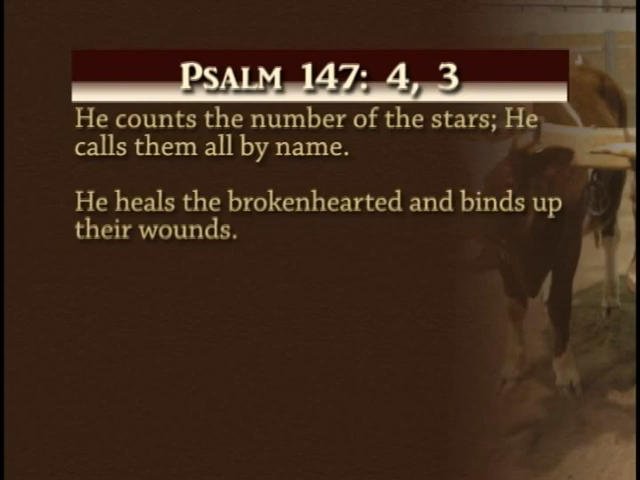 PSALM 147: 4, 3
He counts the number of the stars; He
calls them all by name.
He heals the brokenhearted and binds up
their wounds.